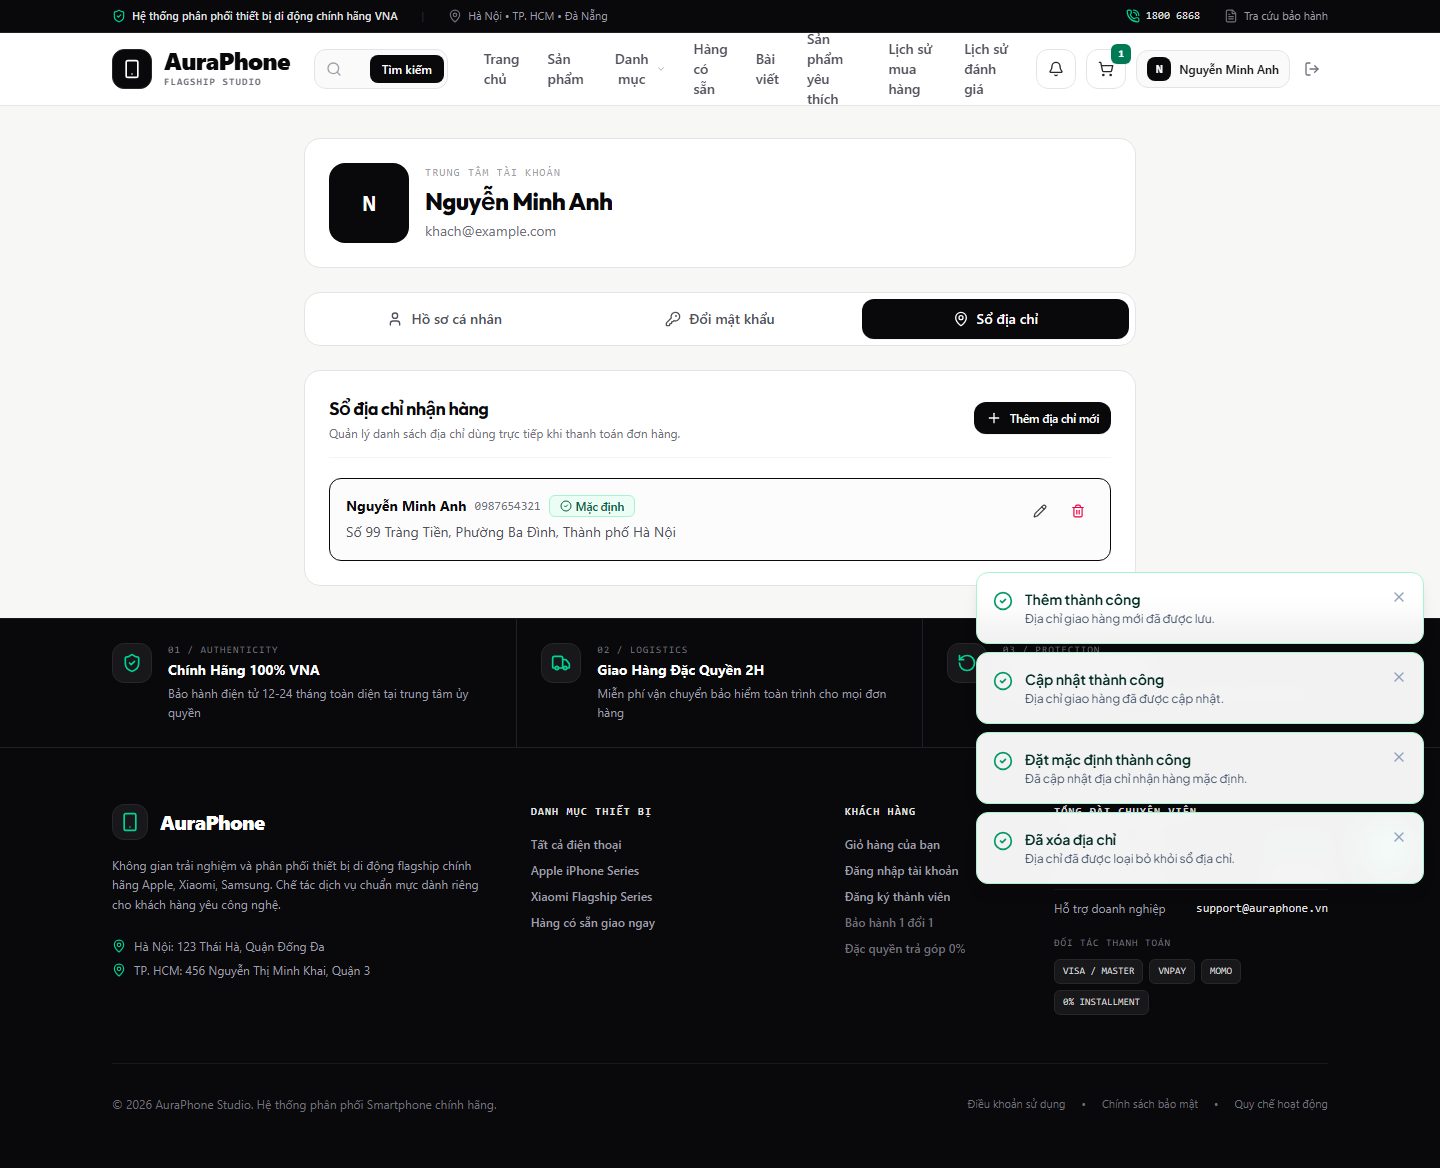 Hệ thống phân phối thiết bị di động chính hãng VNA
Hà Nội • TP. HCM • Đà Nẵng
1800 6868
Tra cứu bảo hành
AuraPhone
FLAGSHIP STUDIO
Tìm kiếm
Trang chủ
Sản phẩm
Danh mục
Hàng có sẵn
Bài viết
Sản phẩm yêu thích
Lịch sử mua hàng
Lịch sử đánh giá
1
N
Nguyễn Minh Anh
N
TRUNG TÂM TÀI KHOẢN
Nguyễn Minh Anh
khach@example.com
Hồ sơ cá nhân
Đổi mật khẩu
Sổ địa chỉ
Sổ địa chỉ nhận hàng
Quản lý danh sách địa chỉ dùng trực tiếp khi thanh toán đơn hàng.
Thêm địa chỉ mới
Nguyễn Minh Anh 0987654321 Mặc định
Số 99 Tràng Tiền, Phường Ba Đình, Thành phố Hà Nội
Thêm thành công
Địa chỉ giao hàng mới đã được lưu.
Cập nhật thành công
Địa chỉ giao hàng đã được cập nhật.
Đặt mặc định thành công
Đã cập nhật địa chỉ nhận hàng mặc định.
Đã xóa địa chỉ
Địa chỉ đã được loại bỏ khỏi sổ địa chỉ.
01 / AUTHENTICITY
Chính Hãng 100% VNA
Bảo hành điện tử 12-24 tháng toàn diện tại trung tâm ủy
quyền
02 / LOGISTICS
Giao Hàng Đặc Quyền 2H
Miễn phí vận chuyển bảo hiểm toàn trình cho mọi đơn
hàng
03 / PROTECTION
AuraPhone
Không gian trải nghiệm và phân phối thiết bị di động flagship chính
hãng Apple, Xiaomi, Samsung. Chế tác dịch vụ chuẩn mực dành riêng
cho khách hàng yêu công nghệ.
Hà Nội: 123 Thái Hà, Quận Đống Đa
TP. HCM: 456 Nguyễn Thị Minh Khai, Quận 3
DANH MỤC THIẾT BỊ
Tất cả điện thoại
Apple iPhone Series
Xiaomi Flagship Series
Hàng có sẵn giao ngay
KHÁCH HÀNG
Giỏ hàng của bạn
Đăng nhập tài khoản
Đăng ký thành viên
Bảo hành 1 đổi 1
Đặc quyền trả góp 0%
TỔNG ĐÀI CHUYÊN VIÊN
Hỗ trợ doanh nghiệp
support@auraphone.vn
ĐỐI TÁC THANH TOÁN
VISA / MASTER
VNPAY
MOMO
0% INSTALLMENT
© 2026 AuraPhone Studio. Hệ thống phân phối Smartphone chính hãng.
Điều khoản sử dụng • Chính sách bảo mật • Quy chế hoạt động